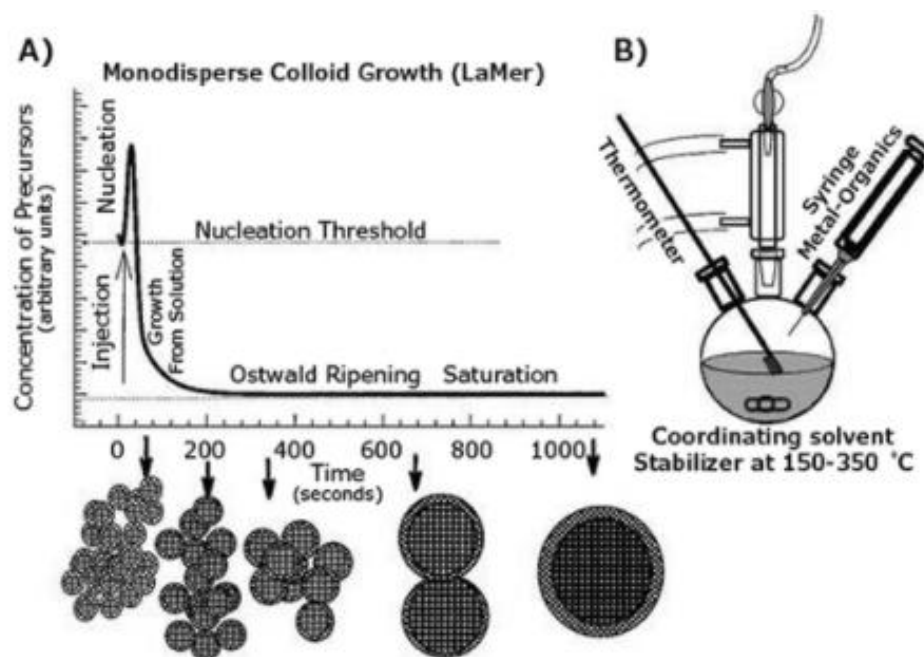 A)
Monodisperse Colloid Growth (LaMer)
Concentration of Precursors
(arbitrary units)
Nucleation
Injection
Nucleation Threshold
Growth
From Solution
Ostwald Ripening Saturation
0 200 400 600 800 1000
Time
(seconds)
B)
Thermometer
Syringe
Metal-Organics
Coordinating solvent
Stabilizer at 150-350 °C